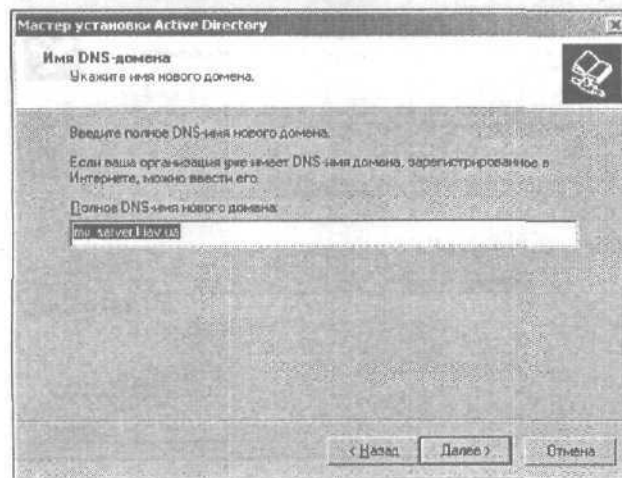 Мастер установки Active Directory
Имя DNS-домена
Укажите имя нового домена.
Введите полное DNS-имя нового домена.
Если ваша организация уже имеет DNS-имя домена, зарегистрированное в
Интернете, можно ввести его.
Полное DNS-имя нового домена:
< Назад
Далее >
Отмена